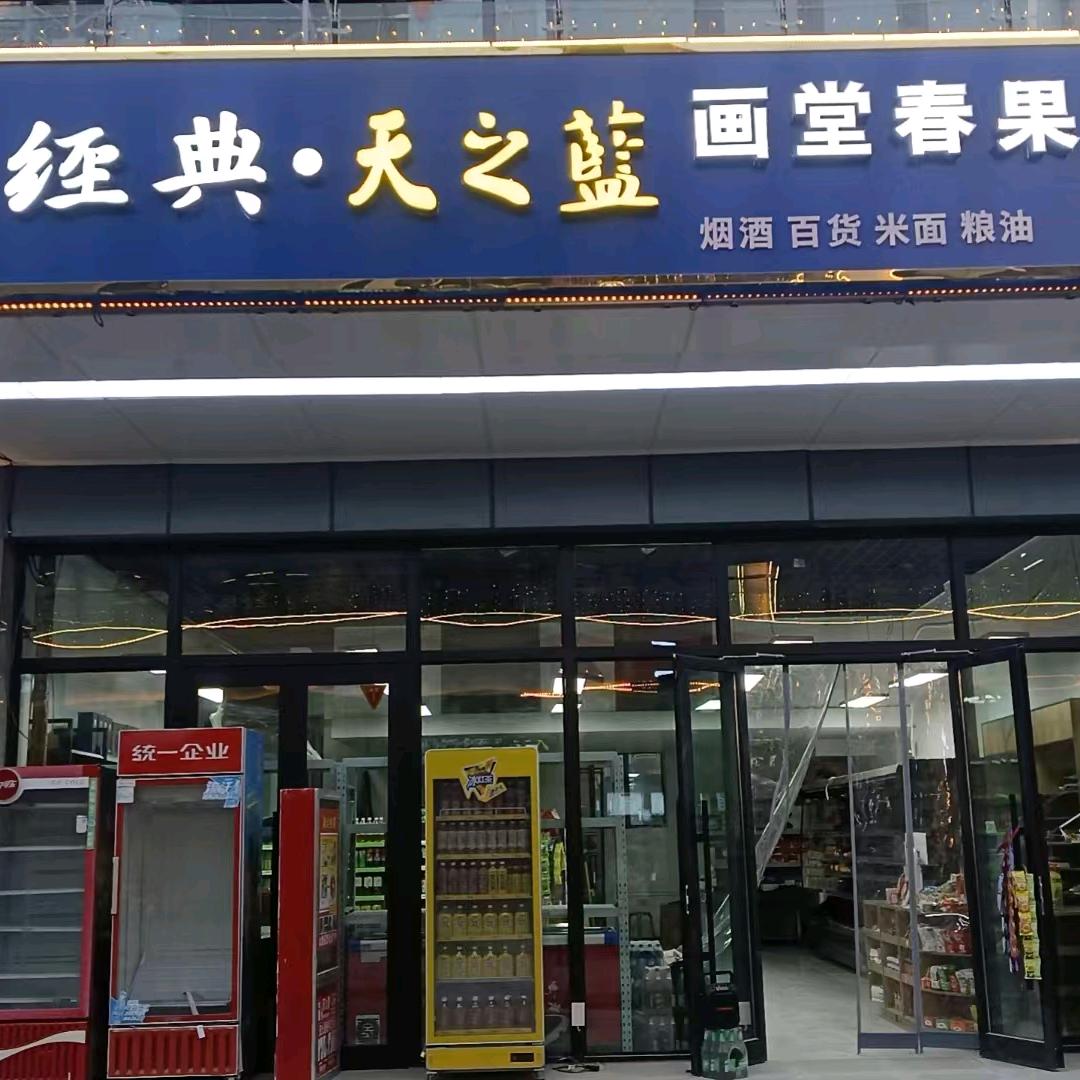 经典·天之藍
画堂春果
烟酒 百货 米面 粮油
统一企业